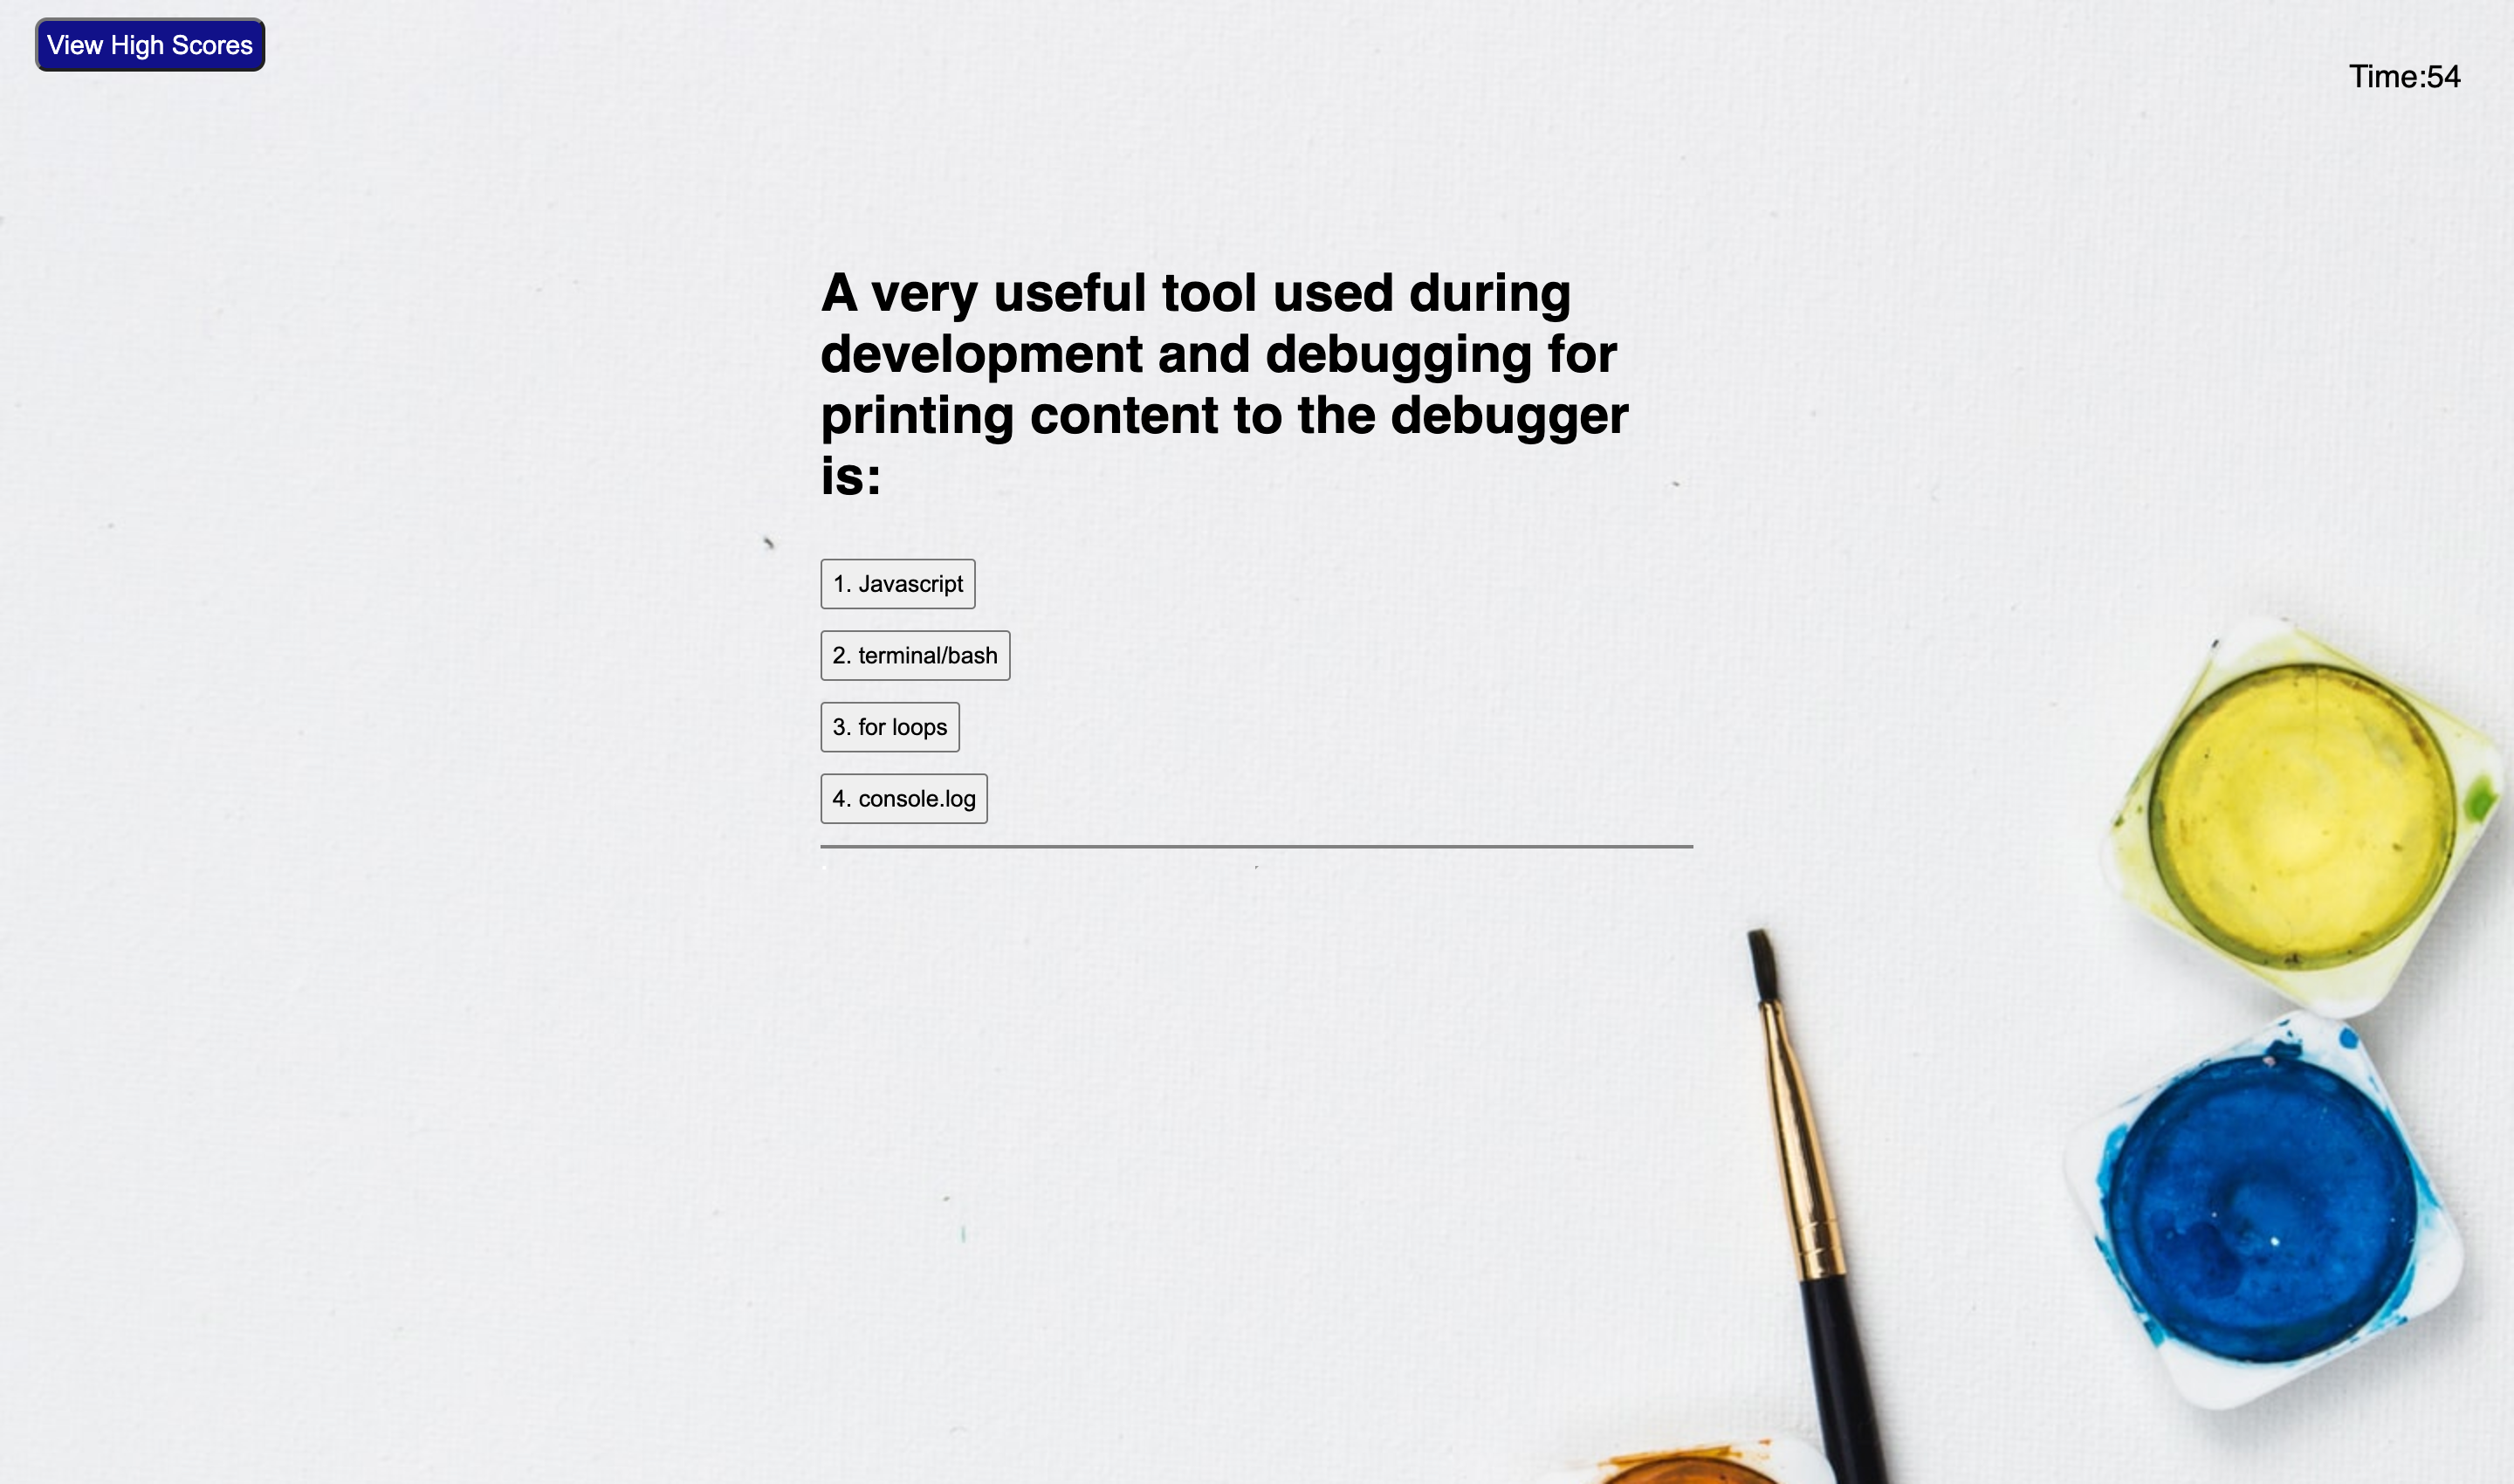 View High Scores
Time:54
A very useful tool used during
development and debugging for
printing content to the debugger
is:
1. Javascript
2. terminal/bash
3. for loops
4. console.log